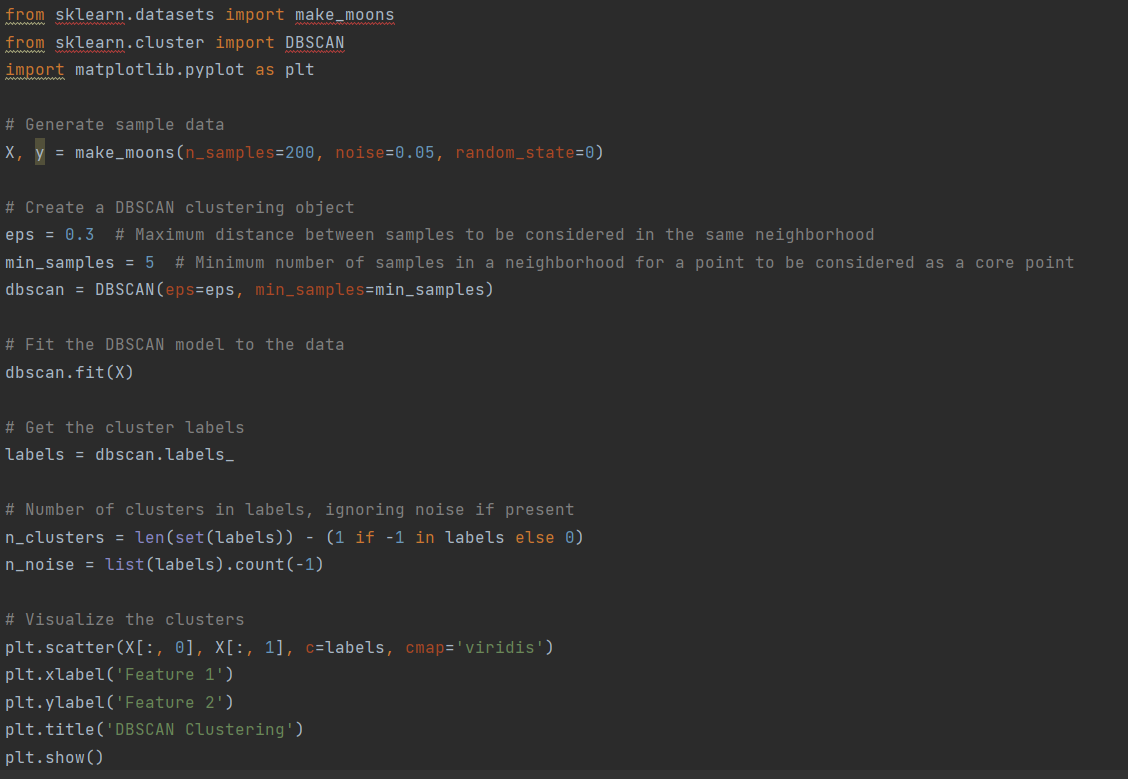 from sklearn.datasets import make_moons
from sklearn.cluster import DBSCAN
import matplotlib.pyplot as plt

# Generate sample data
X, y = make_moons(n_samples=200, noise=0.05, random_state=0)

# Create a DBSCAN clustering object
eps = 0.3  # Maximum distance between samples to be considered in the same neighborhood
min_samples = 5  # Minimum number of samples in a neighborhood for a point to be considered as a core point
dbscan = DBSCAN(eps=eps, min_samples=min_samples)

# Fit the DBSCAN model to the data
dbscan.fit(X)

# Get the cluster labels
labels = dbscan.labels_

# Number of clusters in labels, ignoring noise if present
n_clusters = len(set(labels)) - (1 if -1 in labels else 0)
n_noise = list(labels).count(-1)

# Visualize the clusters
plt.scatter(X[:, 0], X[:, 1], c=labels, cmap='viridis')
plt.xlabel('Feature 1')
plt.ylabel('Feature 2')
plt.title('DBSCAN Clustering')
plt.show()